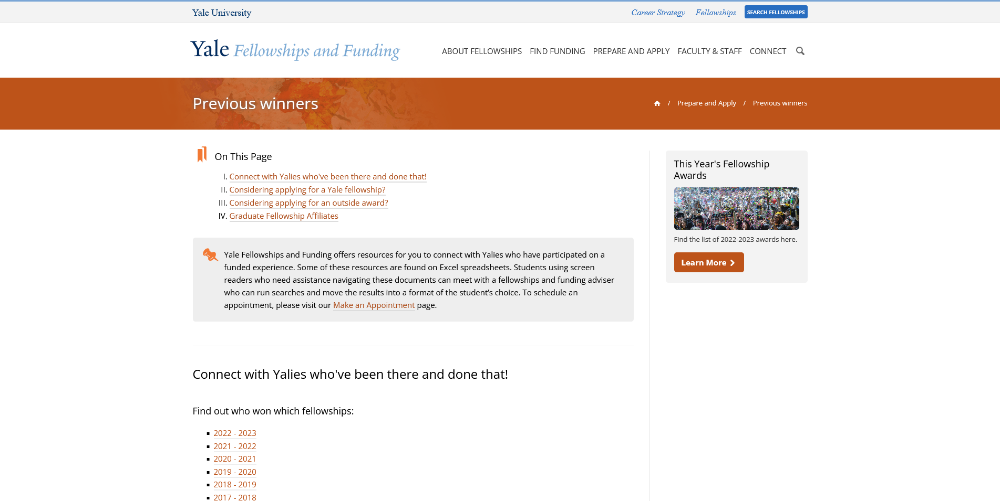 Yale University
Career Strategy
Fellowships
SEARCH FELLOWSHIPS
Yale Fellowships and Funding
ABOUT FELLOWSHIPS
FIND FUNDING
PREPARE AND APPLY
FACULTY & STAFF
CONNECT
Previous winners
/ Prepare and Apply / Previous winners
On This Page
I. Connect with Yalies who've been there and done that!
II. Considering applying for a Yale fellowship?
III. Considering applying for an outside award?
IV. Graduate Fellowship Affiliates
Yale Fellowships and Funding offers resources for you to connect with Yalies who have participated on a
funded experience. Some of these resources are found on Excel spreadsheets. Students using screen
readers who need assistance navigating these documents can meet with a fellowships and funding adviser
who can run searches and move the results into a format of the student’s choice. To schedule an
appointment, please visit our Make an Appointment page.
Connect with Yalies who've been there and done that!
Find out who won which fellowships:
2022 - 2023
2021 - 2022
2020 - 2021
2019 - 2020
2018 - 2019
2017 - 2018
This Year's Fellowship
Awards
Find the list of 2022-2023 awards here.
Learn More